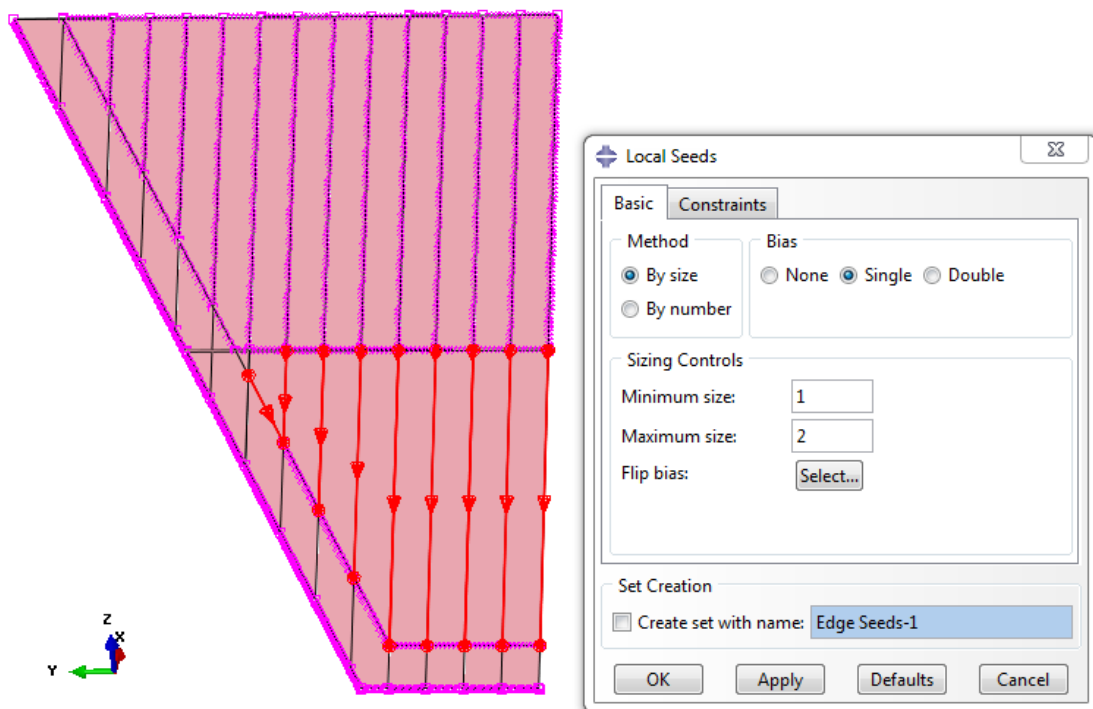 Local Seeds
Basic Constraints
Method Bias
By size None Single Double
By number
Sizing Controls
Minimum size: 1
Maximum size: 2
Flip bias: Select...
Set Creation
Create set with name: Edge Seeds-1
OK Apply Defaults Cancel
Z
X
Y